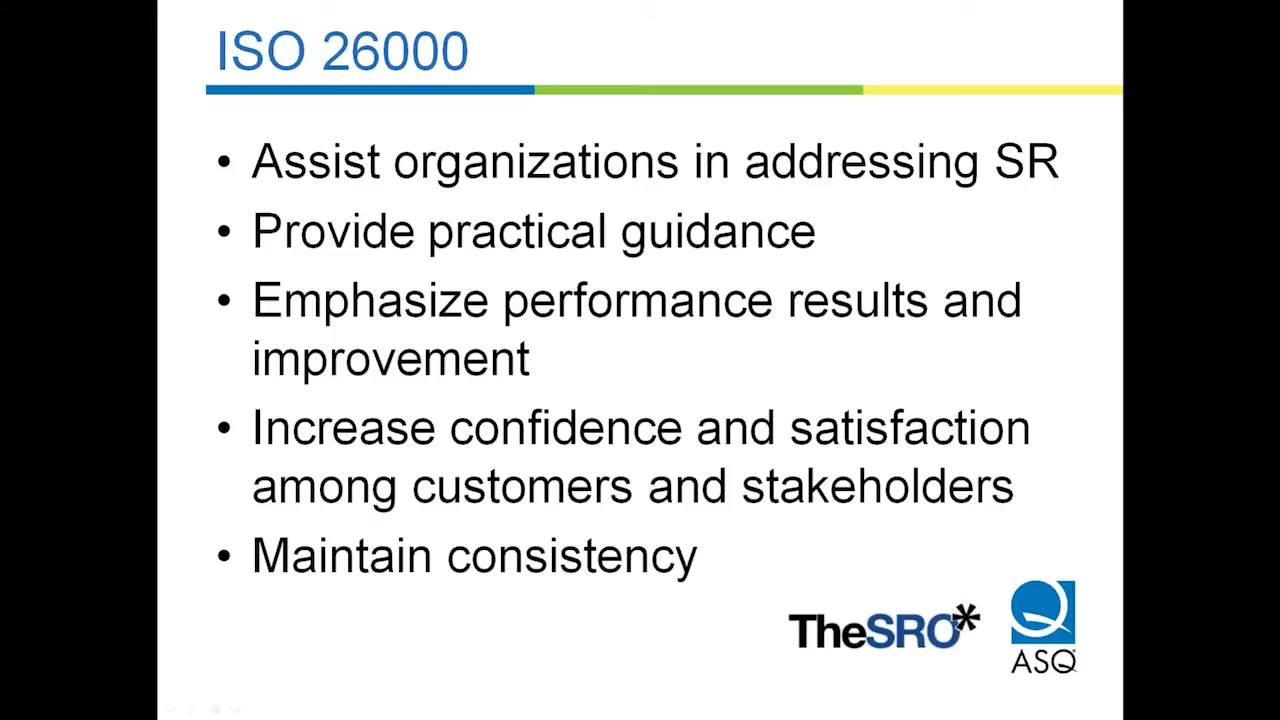 ISO 26000
• Assist organizations in addressing SR
• Provide practical guidance
• Emphasize performance results and
improvement
• Increase confidence and satisfaction
among customers and stakeholders
• Maintain consistency
TheSRO*
ASQ